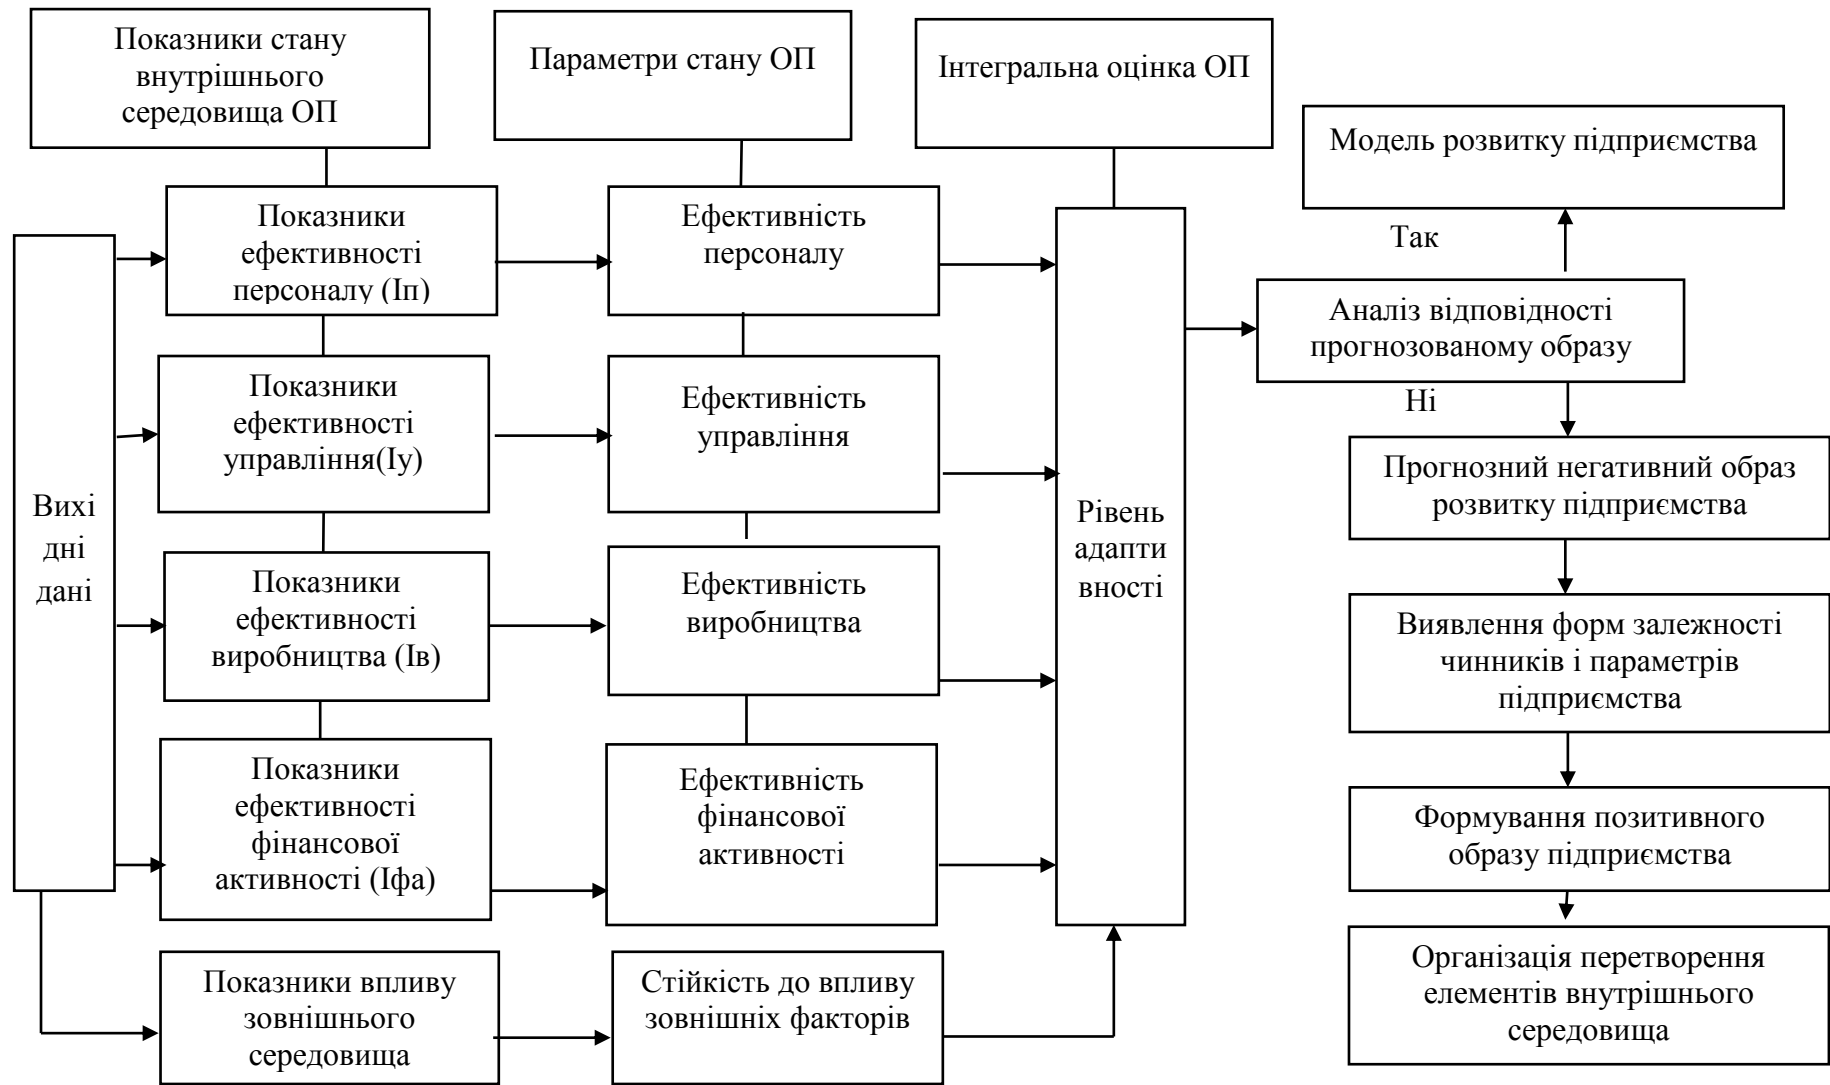 Показники стану
внутрішнього
середовища ОП
Параметри стану ОП
Інтегральна оцінка ОП
Модель розвитку підприємства
Показники
ефективності
персоналу (Іп)
Ефективність
персоналу
Так
Аналіз відповідності
прогнозованому образу
Ні
Показники
ефективності
управління(Іу)
Ефективність
управління
Прогнозний негативний образ
розвитку підприємства
Вихі
дні
дані
Рівень
адапти
вності
Показники
ефективності
виробництва (Ів)
Ефективність
виробництва
Виявлення форм залежності
чинників і параметрів
підприємства
Показники
ефективності
фінансової
активності (Іфа)
Ефективність
фінансової
активності
Формування позитивного
образу підприємства
Показники впливу
зовнішнього
середовища
Стійкість до впливу
зовнішніх факторів
Організація перетворення
елементів внутрішнього
середовища